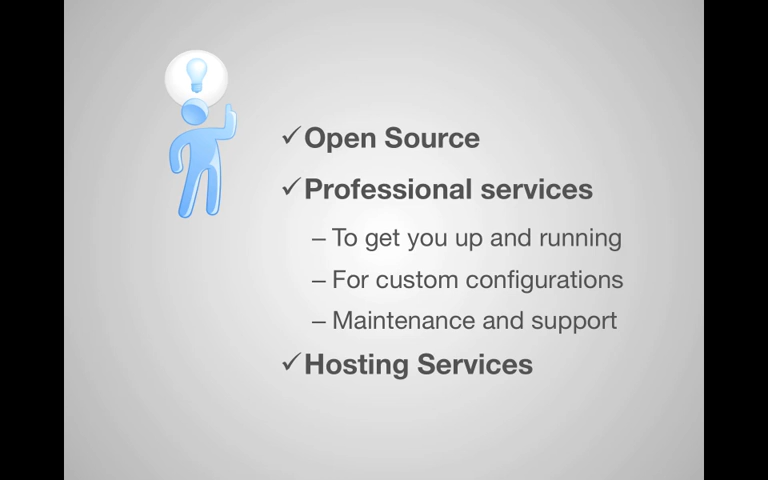 ✓Open Source
✓Professional services
– To get you up and running
– For custom configurations
– Maintenance and support
✓Hosting Services